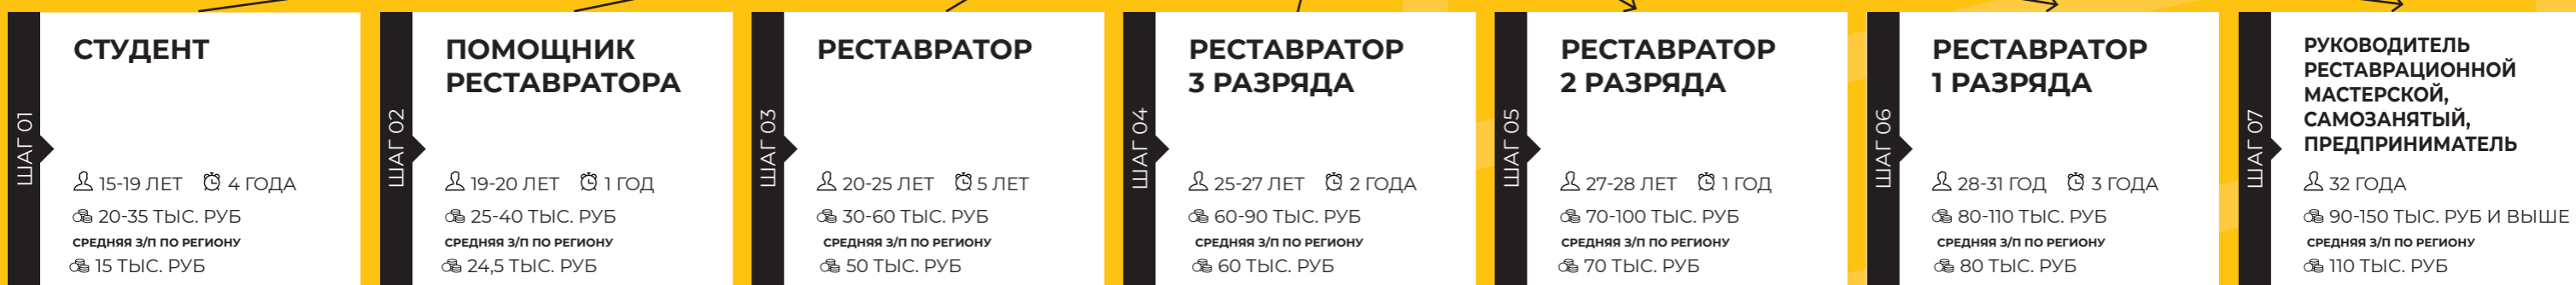 ШАГ 01
СТУДЕНТ
15-19 ЛЕТ 4 ГОДА
20-35 ТЫС. РУБ
СРЕДНЯЯ З/П ПО РЕГИОНУ
15 ТЫС. РУБ
ШАГ 02
ПОМОЩНИК
РЕСТАВРАТОРА
19-20 ЛЕТ 1 ГОД
25-40 ТЫС. РУБ
СРЕДНЯЯ З/П ПО РЕГИОНУ
24,5 ТЫС. РУБ
ШАГ 03
РЕСТАВРАТОР
20-25 ЛЕТ 5 ЛЕТ
30-60 ТЫС. РУБ
СРЕДНЯЯ З/П ПО РЕГИОНУ
50 ТЫС. РУБ
ШАГ 04
РЕСТАВРАТОР
3 РАЗРЯДА
25-27 ЛЕТ 2 ГОДА
60-90 ТЫС. РУБ
СРЕДНЯЯ З/П ПО РЕГИОНУ
60 ТЫС. РУБ
ШАГ 05
РЕСТАВРАТОР
2 РАЗРЯДА
27-28 ЛЕТ 1 ГОД
70-100 ТЫС. РУБ
СРЕДНЯЯ З/П ПО РЕГИОНУ
70 ТЫС. РУБ
ШАГ 06
РЕСТАВРАТОР
1 РАЗРЯДА
28-31 ГОД 3 ГОДА
80-110 ТЫС. РУБ
СРЕДНЯЯ З/П ПО РЕГИОНУ
80 ТЫС. РУБ
ШАГ 07
РУКОВОДИТЕЛЬ
РЕСТАВРАЦИОННОЙ
МАСТЕРСКОЙ,
САМОЗАНЯТЫЙ,
ПРЕДПРИНИМАТЕЛЬ
32 ГОДА
90-150 ТЫС. РУБ И ВЫШЕ
СРЕДНЯЯ З/П ПО РЕГИОНУ
110 ТЫС. РУБ